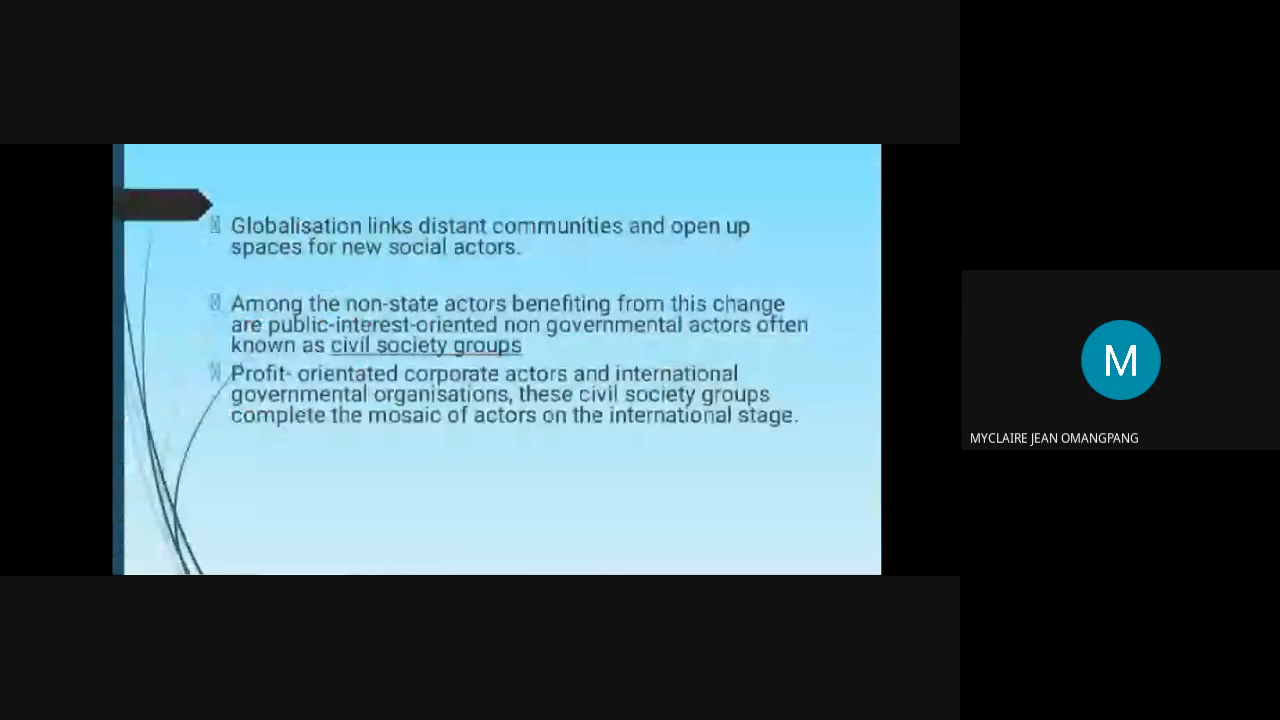 Globalisation links distant communities and open up
spaces for new social actors.
Among the non-state actors benefiting from this change
are public-interest-oriented non governmental actors often
known as civil society groups
Profit- orientated corporate actors and international
governmental organisations, these civil society groups
complete the mosaic of actors on the international stage.
M
MYCLAIRE JEAN OMANGPANG